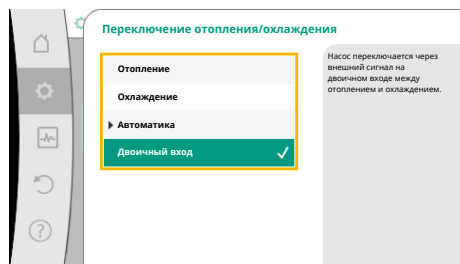 Переключение отопления/охлаждения
Отопление
Охлаждение
Автоматика
Двоичный вход
Насос переключается через
внешний сигнал на
двоичном входе между
отоплением и охлаждением.